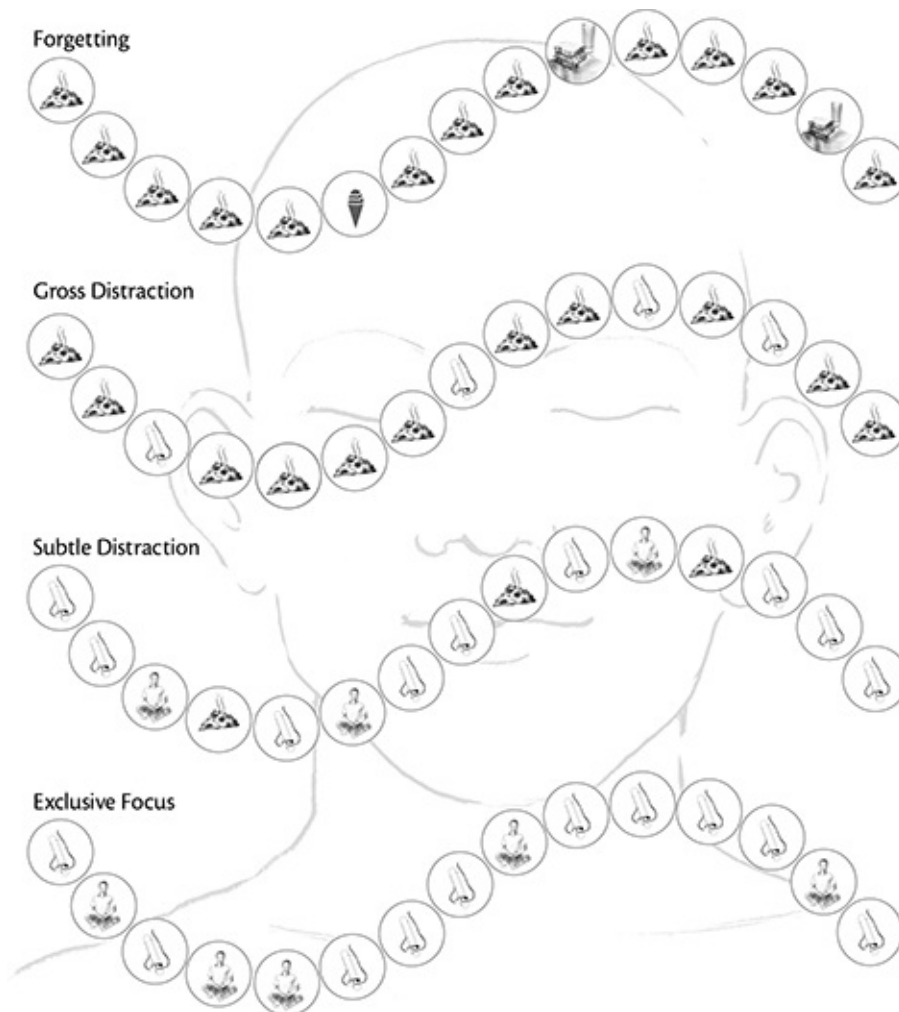 Forgetting
Gross Distraction
Subtle Distraction
Exclusive Focus